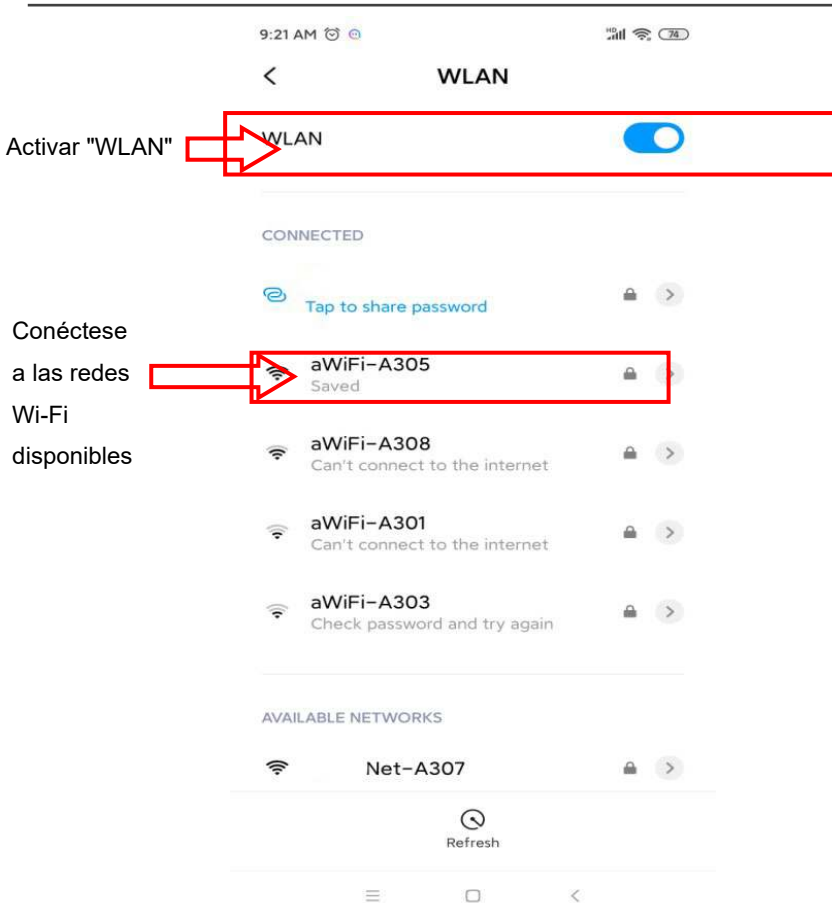 9:21 AM
HD
74
WLAN
Activar "WLAN"
WLAN
CONNECTED
Tap to share password
Conéctese
a las redes
Wi-Fi
disponibles
aWiFi-A305
Saved
aWiFi-A308
Can't connect to the internet
aWiFi-A301
Can't connect to the internet
aWiFi-A303
Check password and try again
AVAILABLE NETWORKS
Net-A307
Refresh